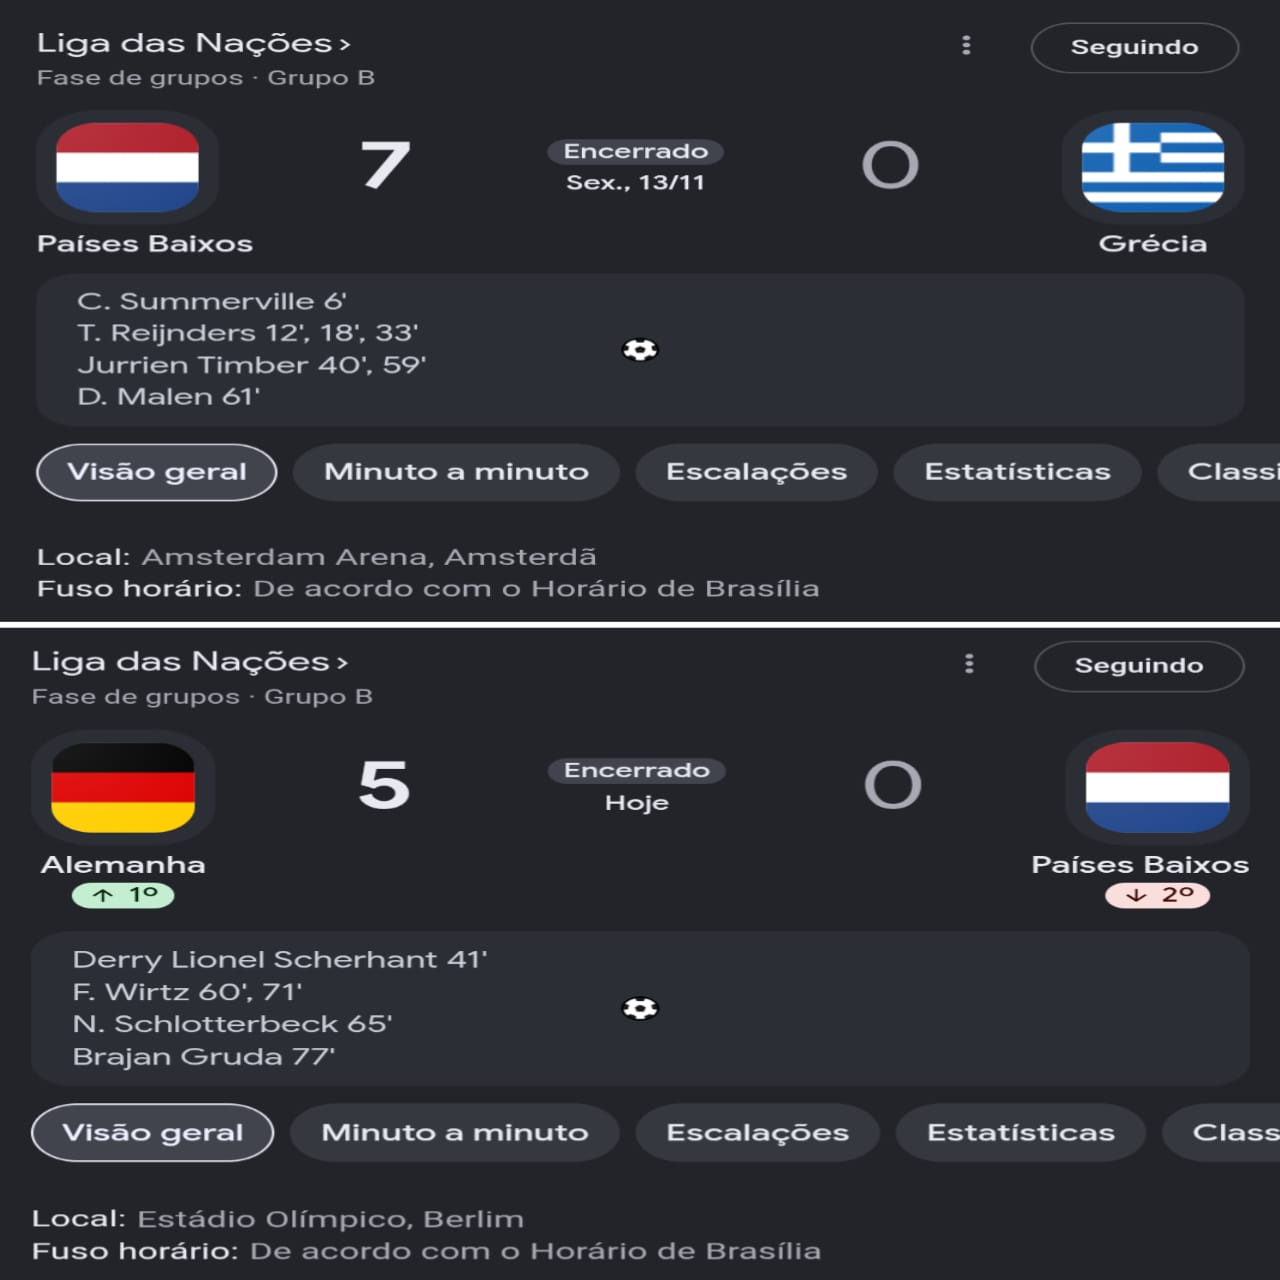 Liga das Nações >
Seguindo
Fase de grupos · Grupo B
7
Encerrado
Sex., 13/11
0
Países Baixos
Grécia
C. Summerville 6'
T. Reijnders 12', 18', 33'
Jurrien Timber 40', 59'
D. Malen 61'
Visão geral
Minuto a minuto
Escalações
Estatísticas
Classi
Local: Amsterdam Arena, Amsterdã
Fuso horário: De acordo com o Horário de Brasília
Liga das Nações >
Seguindo
Fase de grupos · Grupo B
5
Encerrado
Hoje
0
Alemanha
Países Baixos
↑ 1º
↓ 2º
Derry Lionel Scherhant 41'
F. Wirtz 60', 71'
N. Schlotterbeck 65'
Brajan Gruda 77'
Visão geral
Minuto a minuto
Escalações
Estatísticas
Class
Local: Estádio Olímpico, Berlim
Fuso horário: De acordo com o Horário de Brasília